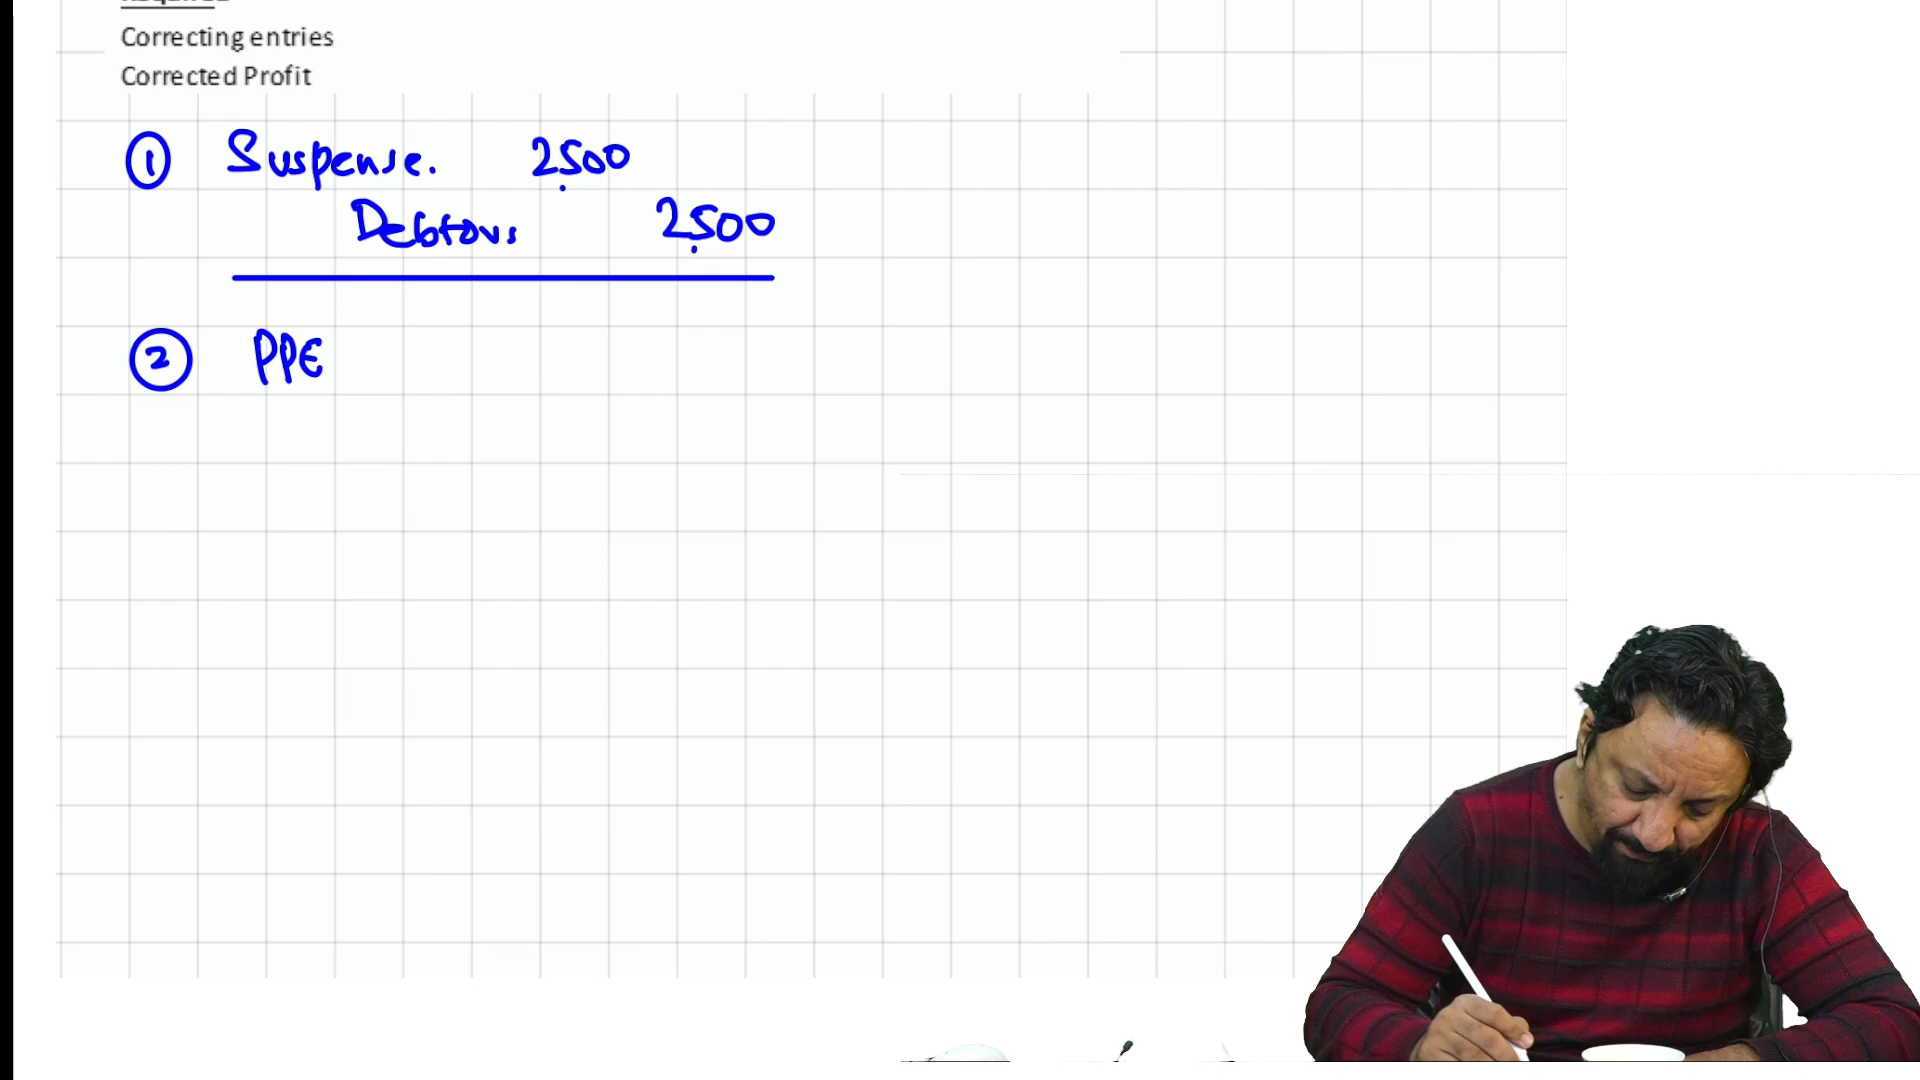 Correcting entries
Corrected Profit
① Suspense. 2500
Debtors 2500
② PPE